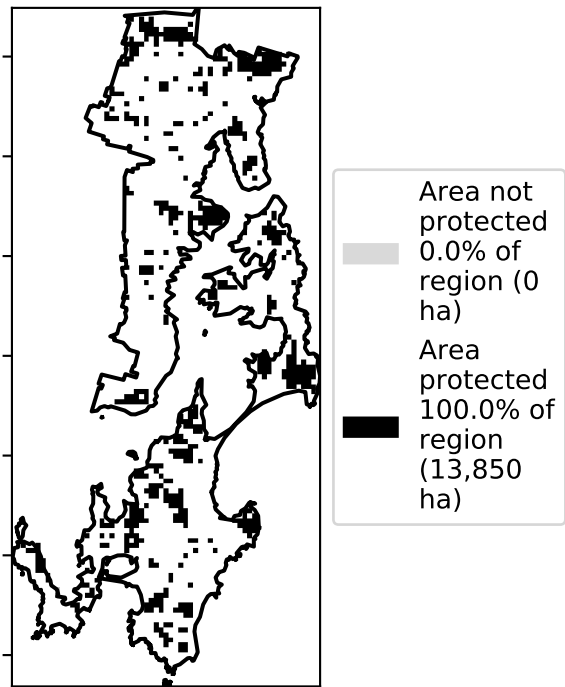 Area not
protected
0.0% of
region (0
ha)
Area
protected
100.0% of
region
(13,850
ha)